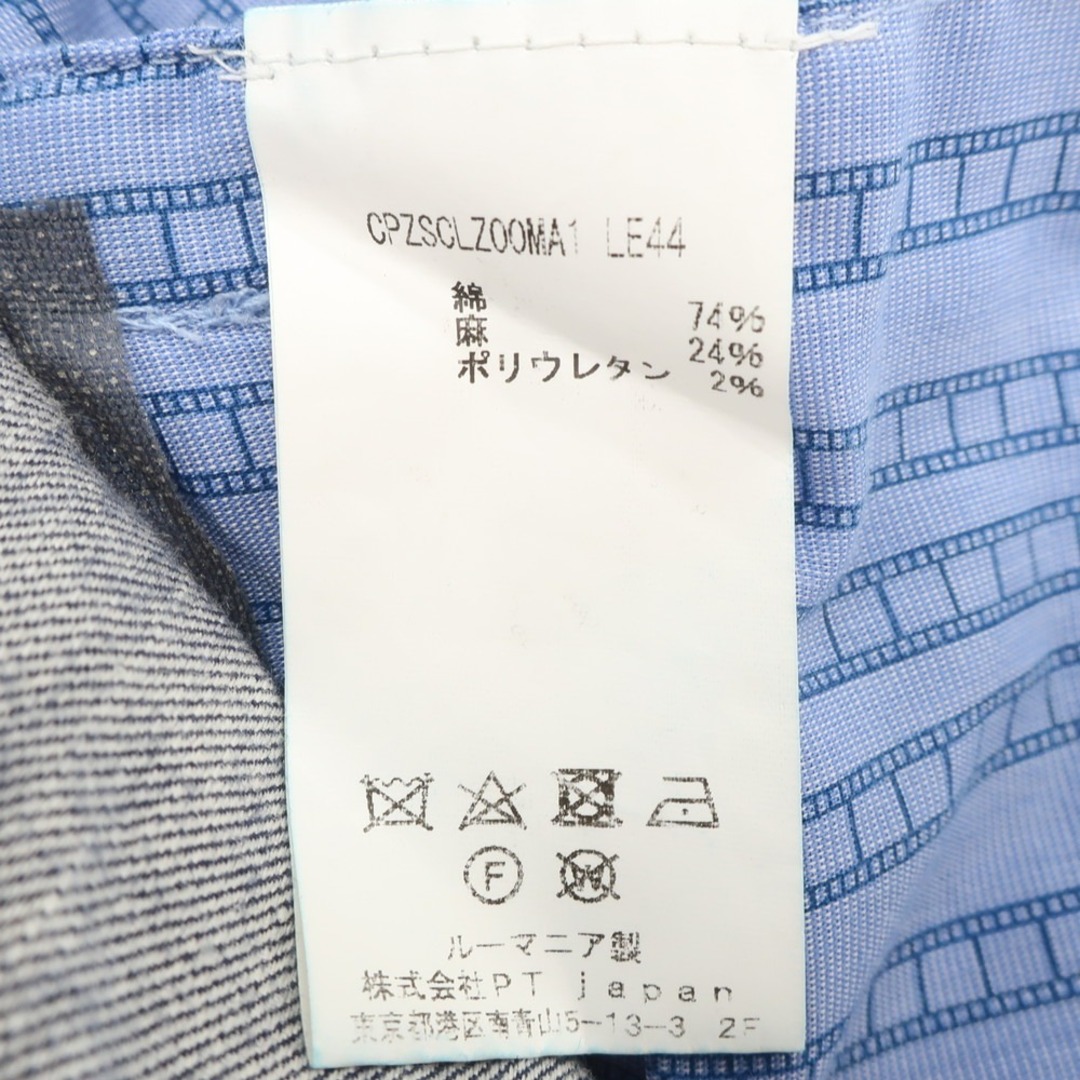 CPZSCLZ00MA1 LE44
綿 74%
麻 24%
ポリウレタン 2%
F W
ルーマニア製
株式会社PT japan
東京都港区南青山5-13-3 2F